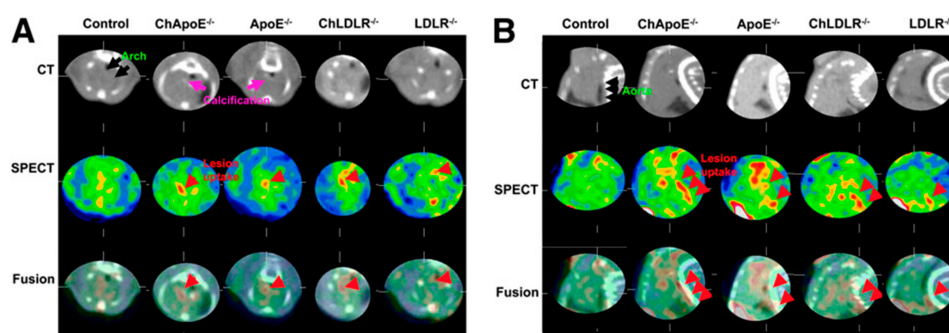 A
Control
ChApoE-/-
ApoE-/-
ChLDLR-/-
LDLR-/-
CT
Arch
Calcification
SPECT
Lesion
uptake
Fusion
B
Control
ChApoE-/-
ApoE-/-
ChLDLR-/-
LDLR-/-
CT
Aorta
SPECT
Lesion
uptake
Fusion